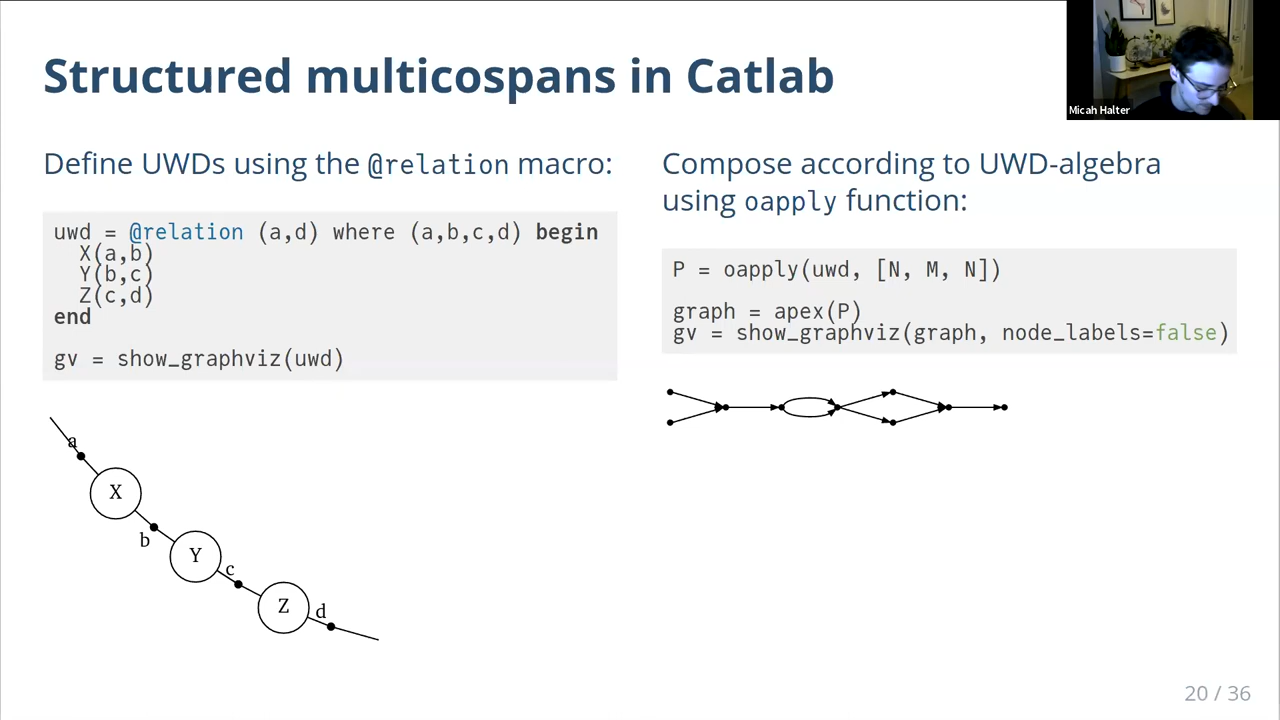 Structured multicospans in Catlab
Micah Halter
Define UWDs using the @relation macro:
uwd = @relation (a,d) where (a,b,c,d) begin
  X(a,b)
  Y(b,c)
  Z(c,d)
end
gv = show_graphviz(uwd)
a
X
b
Y
c
Z
d
Compose according to UWD-algebra
using oapply function:
P = oapply(uwd, [N, M, N])
graph = apex(P)
gv = show_graphviz(graph, node_labels=false)
20 / 36